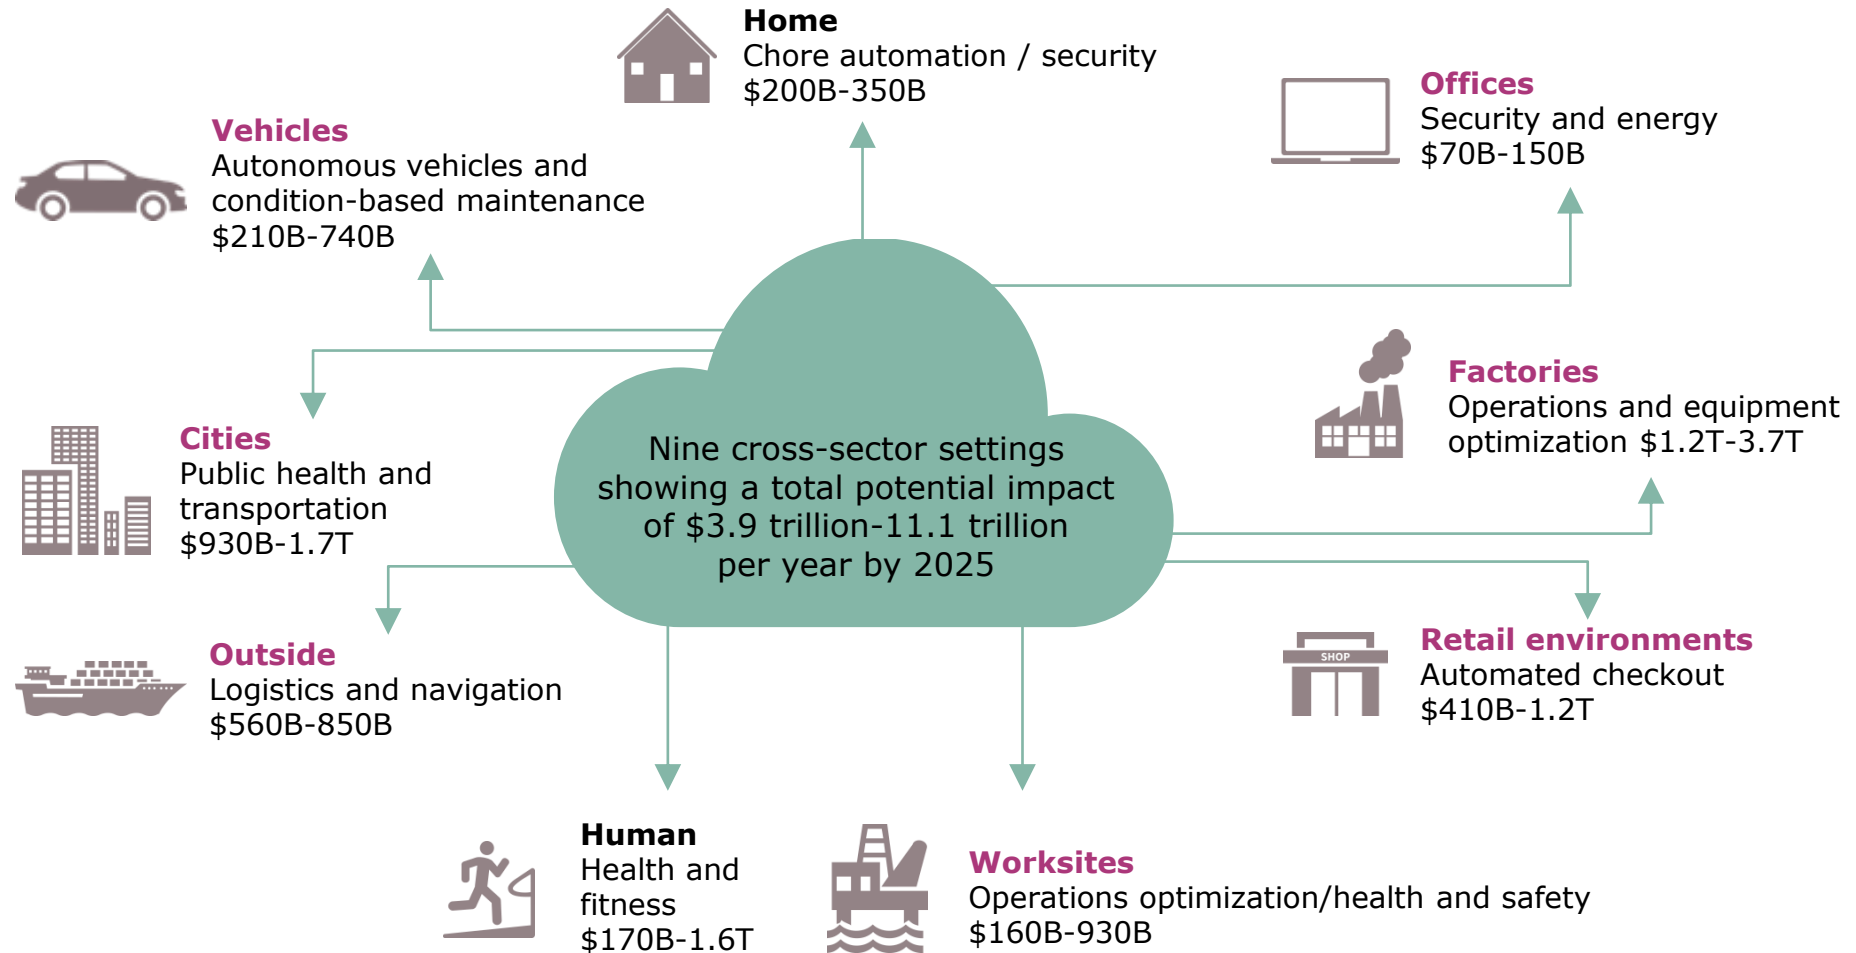 Home
Chore automation / security
$200B-350B
Offices
Security and energy
$70B-150B
Vehicles
Autonomous vehicles and
condition-based maintenance
$210B-740B
Factories
Operations and equipment
optimization $1.2T-3.7T
Cities
Public health and
transportation
$930B-1.7T
Nine cross-sector settings
showing a total potential impact
of $3.9 trillion-11.1 trillion
per year by 2025
Outside
Logistics and navigation
$560B-850B
SHOP
Retail environments
Automated checkout
$410B-1.2T
Human
Health and
fitness
$170B-1.6T
Worksites
Operations optimization/health and safety
$160B-930B